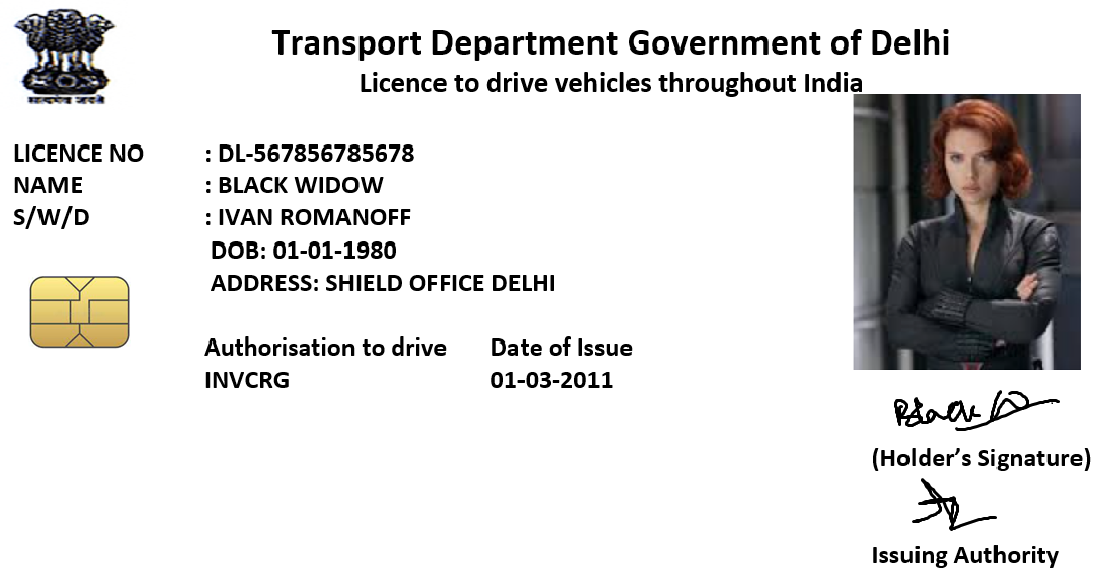 Transport Department Government of Delhi
Licence to drive vehicles throughout India
LICENCE NO : DL-567856785678
NAME : BLACK WIDOW
S/W/D : IVAN ROMANOFF
DOB: 01-01-1980
ADDRESS: SHIELD OFFICE DELHI
Authorisation to drive Date of Issue
INVCRG 01-03-2011
Black W
(Holder's Signature)
Issuing Authority